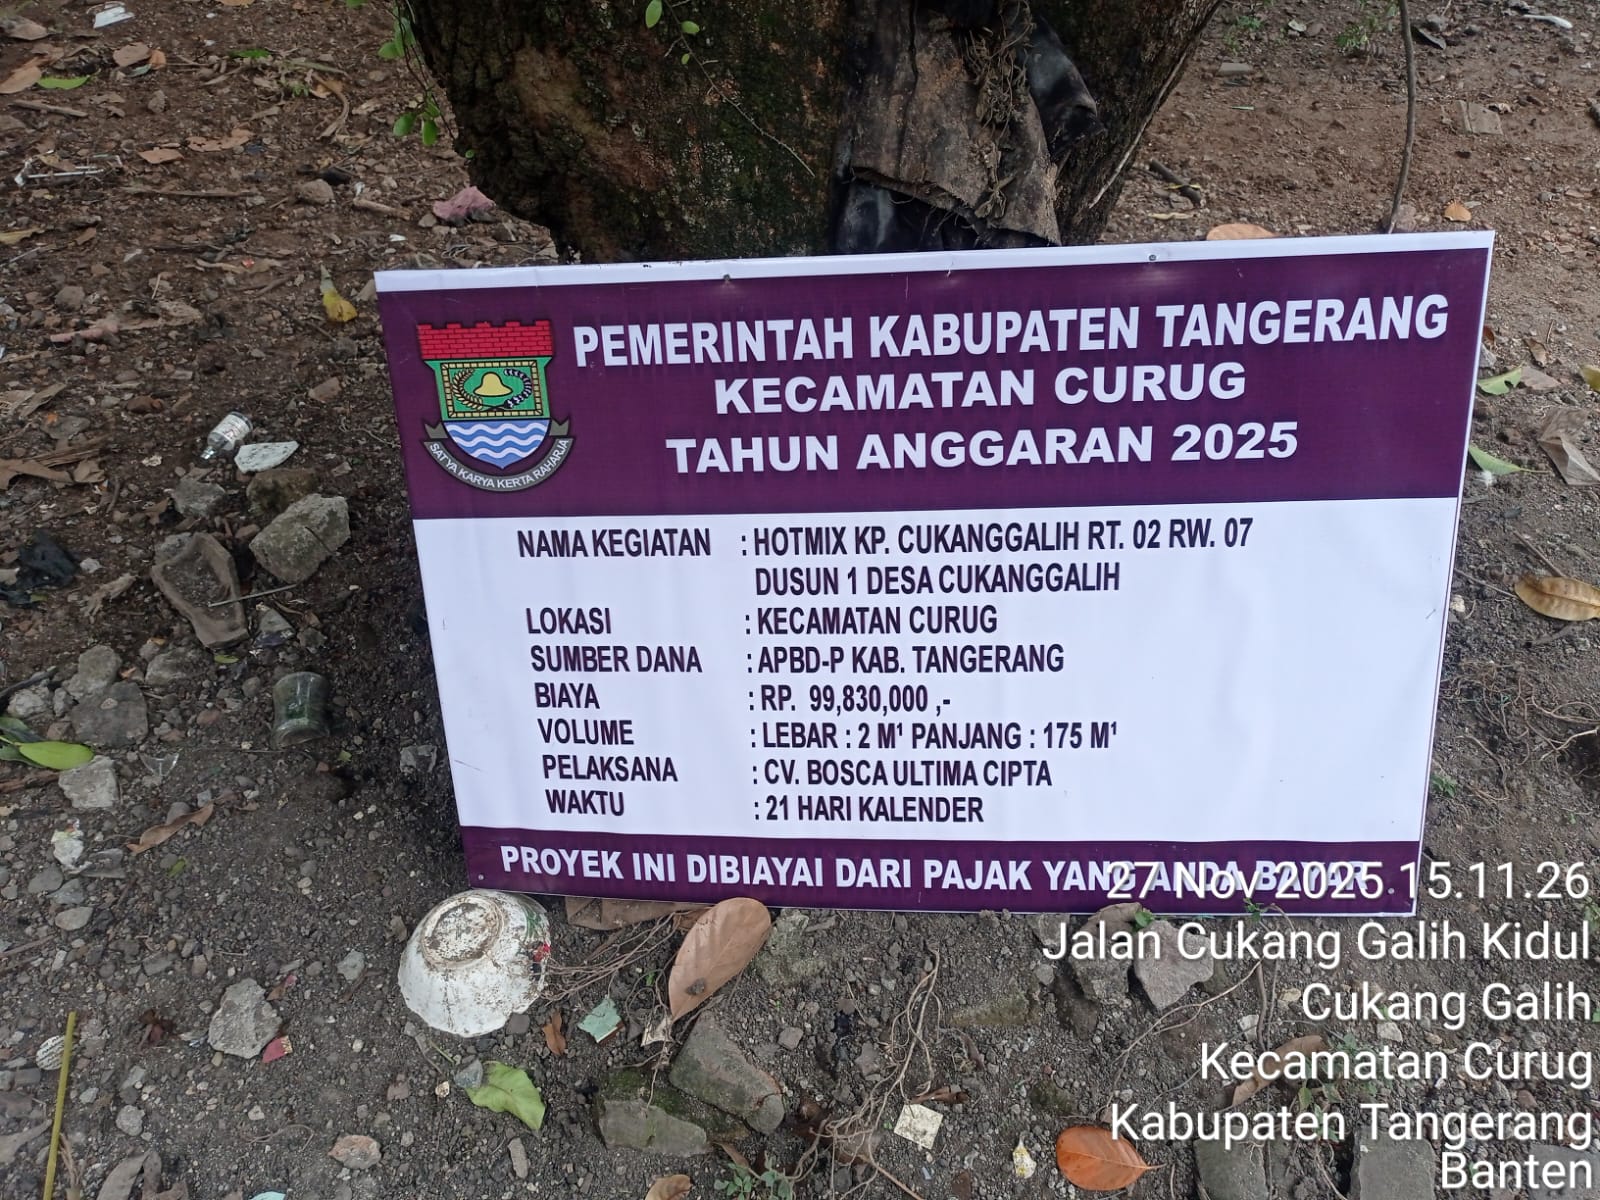 PEMERINTAH KABUPATEN TANGERANG
KECAMATAN CURUG
TAHUN ANGGARAN 2025
SATYA KARYA KERTA RAHARJA
NAMA KEGIATAN : HOTMIX KP. CUKANGGALIH RT. 02 RW. 07
DUSUN 1 DESA CUKANGGALIH
LOKASI : KECAMATAN CURUG
SUMBER DANA : APBD-P KAB. TANGERANG
BIAYA : RP. 99,830,000 ,-
VOLUME : LEBAR : 2 M¹ PANJANG : 175 M¹
PELAKSANA : CV. BOSCA ULTIMA CIPTA
WAKTU : 21 HARI KALENDER
PROYEK INI DIBIAYAI DARI PAJAK YANG ANDA BAYAR
27 Nov 2025 15.11.26
Jalan Cukang Galih Kidul
Cukang Galih
Kecamatan Curug
Kabupaten Tangerang
Banten